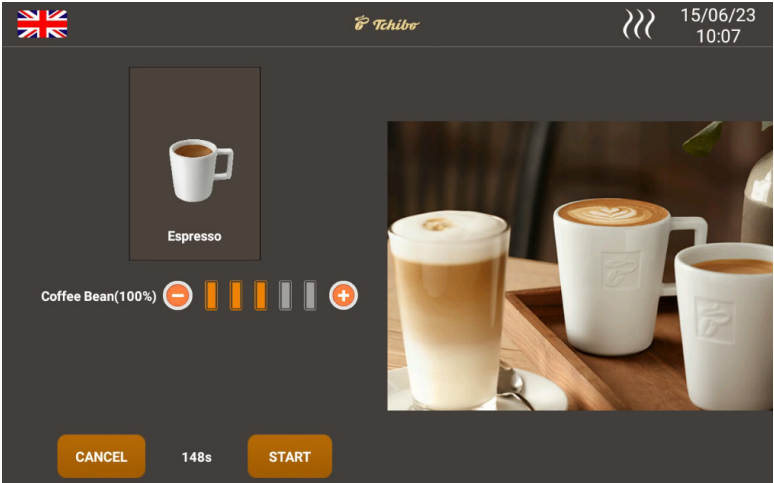 Tchibo
15/06/23
10:07
Espresso
Coffee Bean(100%)
CANCEL
148s
START